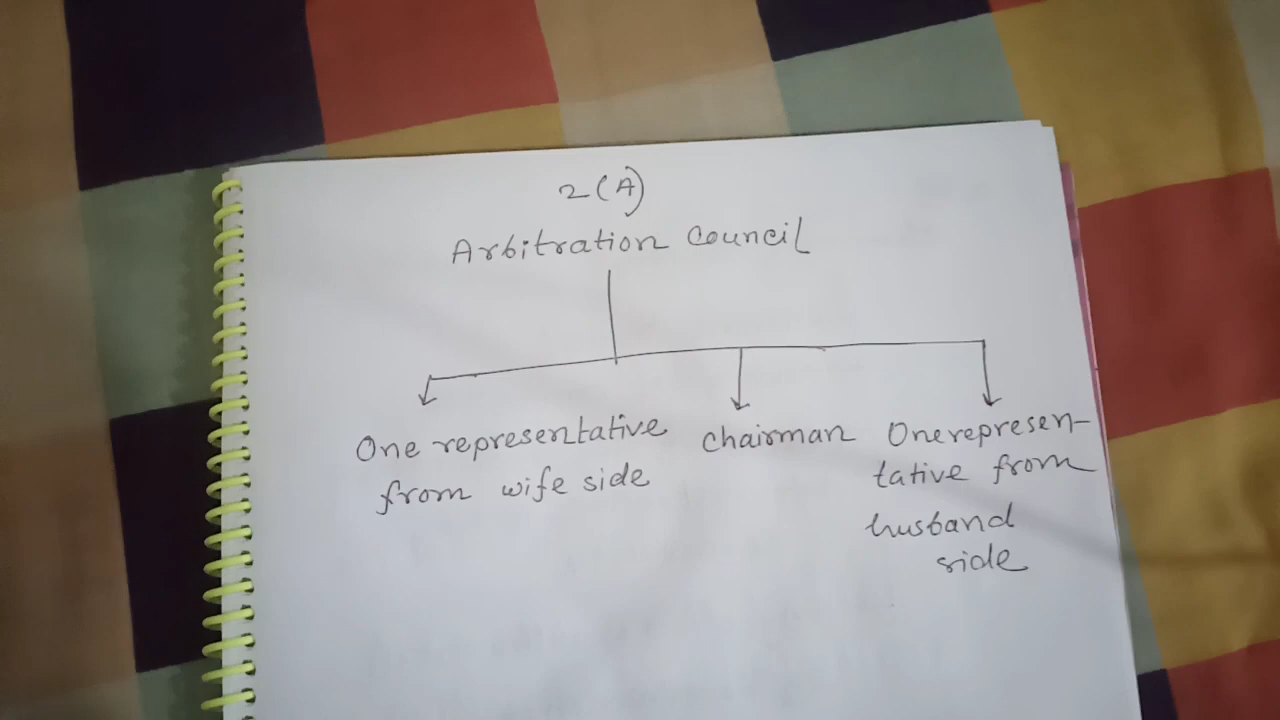 2(A)
Arbitration Council
One representative
from wife side
Chairman
One represen-
tative from
husband
side